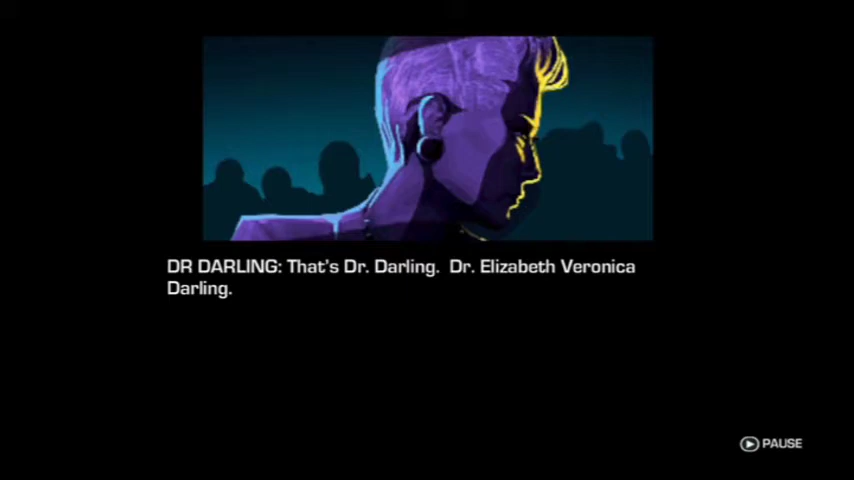 DR DARLING: That's Dr. Darling.  Dr. Elizabeth Veronica
Darling.
PAUSE